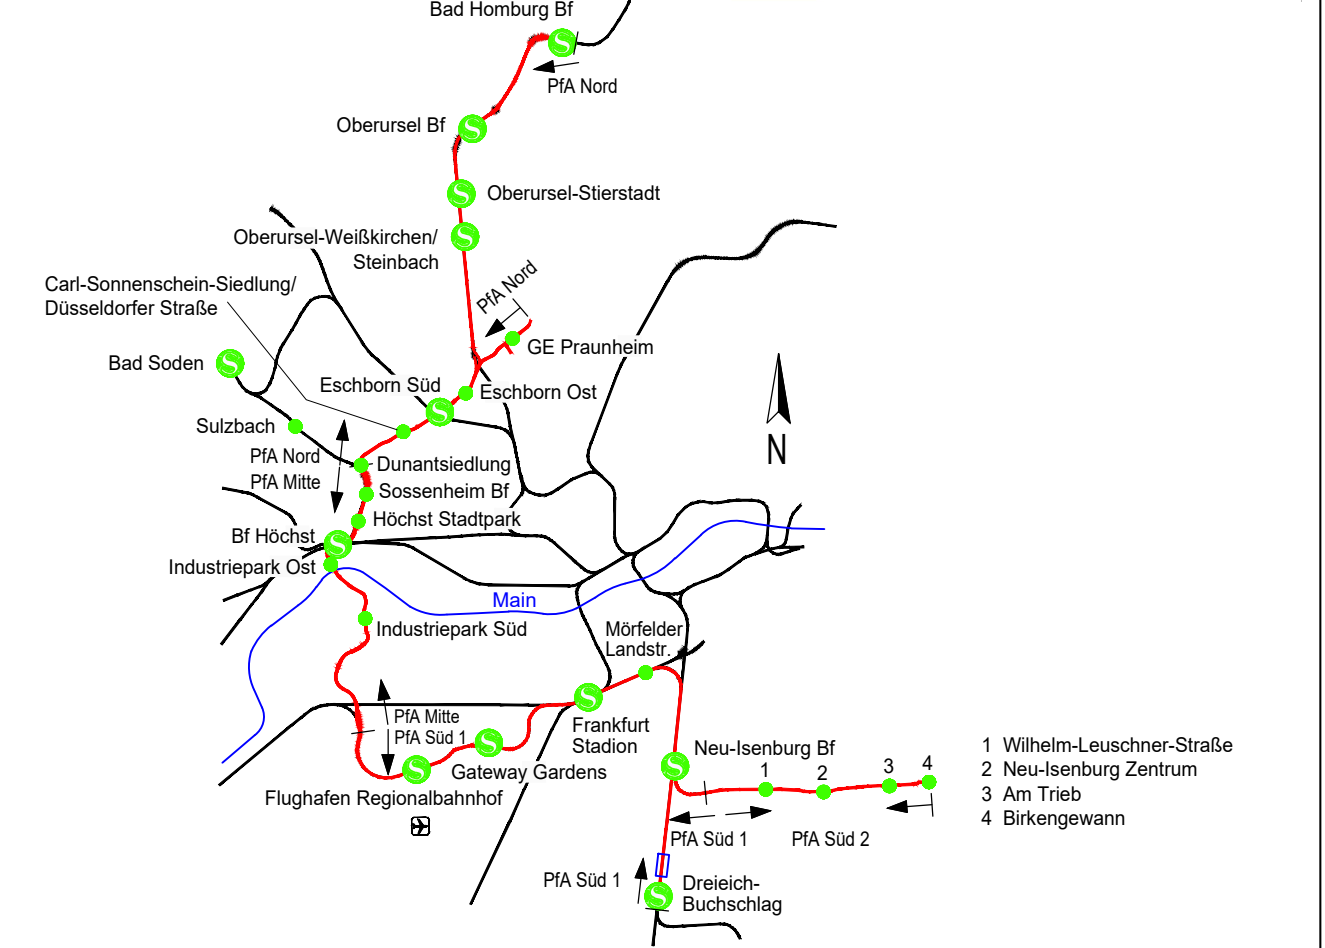 Bad Homburg Bf
PfA Nord
Oberursel Bf
Oberursel-Stierstadt
Oberursel-Weißkirchen/
Steinbach
PfA Nord
Carl-Sonnenschein-Siedlung/
Düsseldorfer Straße
GE Praunheim
Bad Soden
Eschborn Süd
Eschborn Ost
Sulzbach
PfA Nord
PfA Mitte
N
Dunantsiedlung
Sossenheim Bf
Höchst Stadtpark
Bf Höchst
Industriepark Ost
Main
Industriepark Süd
Mörfelder
Landstr.
PfA Mitte
PfA Süd 1
Frankfurt
Stadion
Gateway Gardens
Flughafen Regionalbahnhof
Neu-Isenburg Bf
1
2
3
4
PfA Süd 1
PfA Süd 2
PfA Süd 1
Dreieich-
Buchschlag
1 Wilhelm-Leuschner-Straße
2 Neu-Isenburg Zentrum
3 Am Trieb
4 Birkengewann